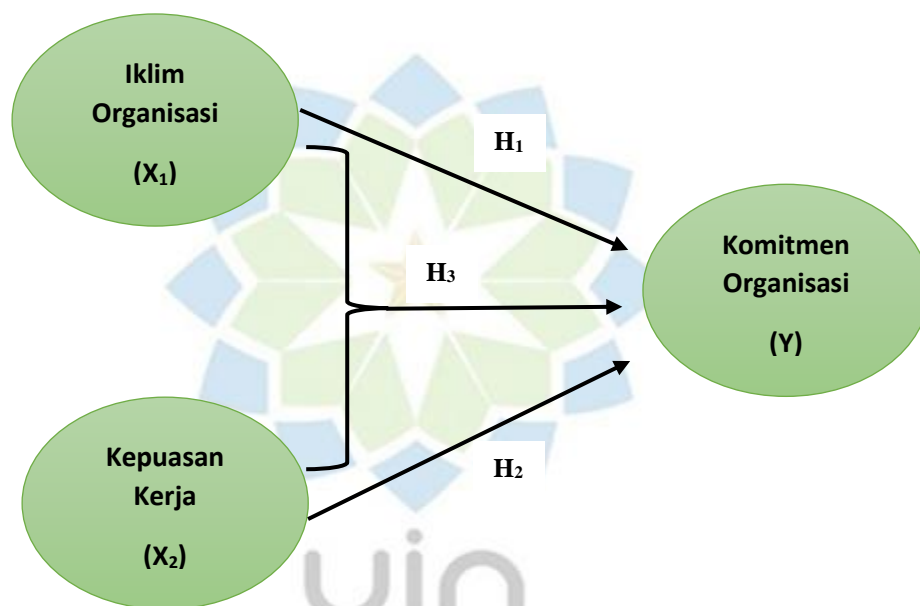 Iklim
Organisasi
(X₁)
H₁
Komitmen
Organisasi
(Y)
H₃
Kepuasan
Kerja
(X₂)
H₂
uin